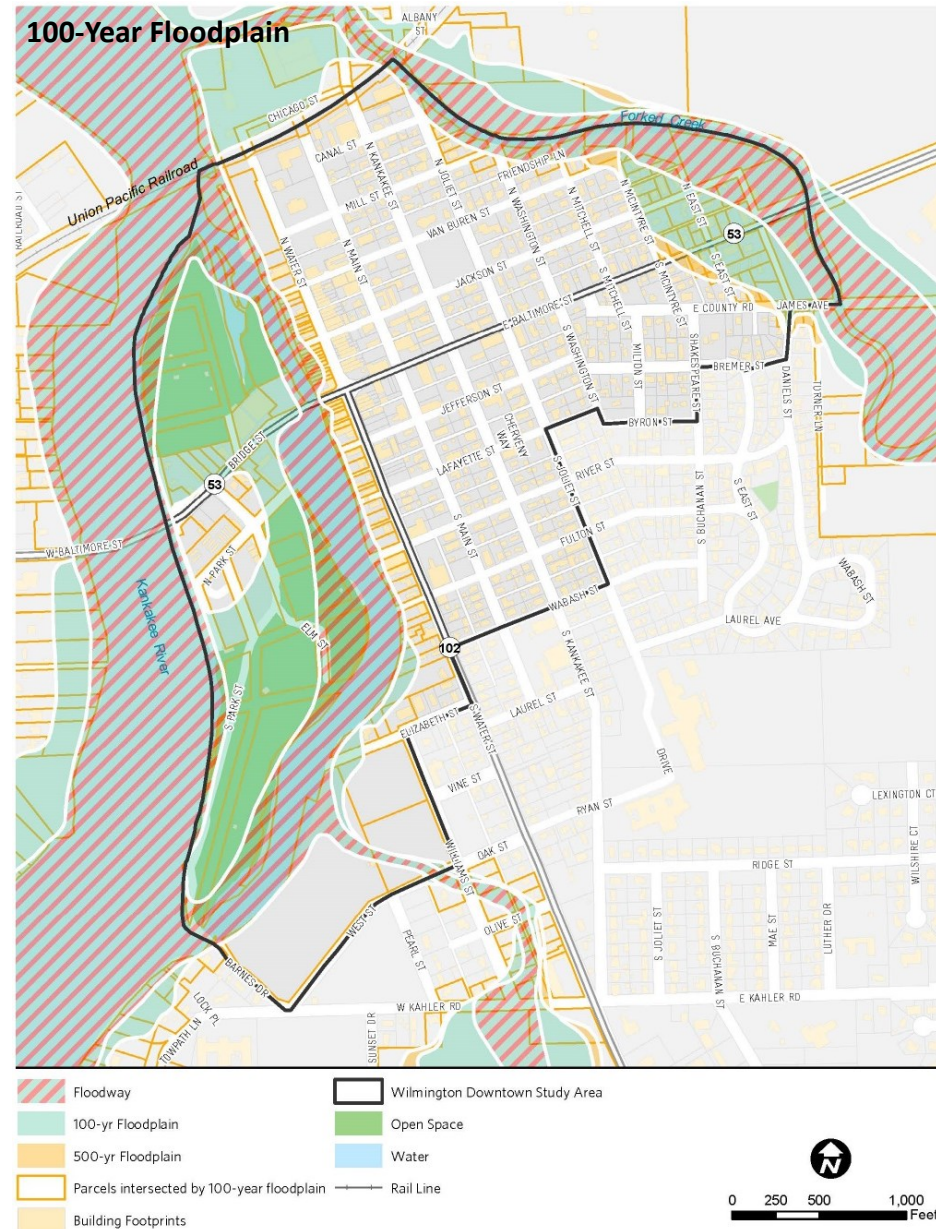 100-Year Floodplain
ALBANY ST
CHICAGO ST
CANAL ST
N KANKAKEE ST
Forked Creek
Union Pacific Railroad
RAILROAD ST
MILL ST
N JOLIET ST
FRIENDSHIP LN
N WATER ST
N MAIN ST
VAN BUREN ST
N WASHINGTON ST
N MITCHELL ST
N MCINTYRE ST
N EAST ST
53
JACKSON ST
S MITCHELL ST
S MCINTYRE ST
S EAST ST
E BALTIMORE ST
E COUNTY RD
JAMES AVE
S WASHINGTON ST
MILTON ST
SHAKESPEARE ST
BREMER ST
DANIELS ST
TURNER LN
JEFFERSON ST
CHERVENY WAY
BYRON ST
BRIDGE ST
53
LAFAYETTE ST
S JOLIET ST
RIVER ST
S BUCHANAN ST
S EAST ST
W BALTIMORE ST
N PARK ST
S MAIN ST
FULTON ST
Kankakee River
ELM ST
WABASH ST
WABASH ST
LAUREL AVE
102
S PARK ST
S KANKAKEE ST
ELIZABETH ST
S WATER ST
LAUREL ST
VINE ST
DRIVE
RYAN ST
LEXINGTON CT
WILSHIRE CT
WILLIAMS ST
OAK ST
RIDGE ST
WEST ST
OLIVE ST
PEARL ST
S JOLIET ST
S BUCHANAN ST
MAE ST
LUTHER DR
BARNES DR
LOCK PL
TOWPATH LN
W KAHLER RD
E KAHLER RD
SUNSET DR
Floodway
100-yr Floodplain
500-yr Floodplain
Parcels intersected by 100-year floodplain
Building Footprints
Wilmington Downtown Study Area
Open Space
Water
Rail Line
N
0 250 500 1,000
Feet